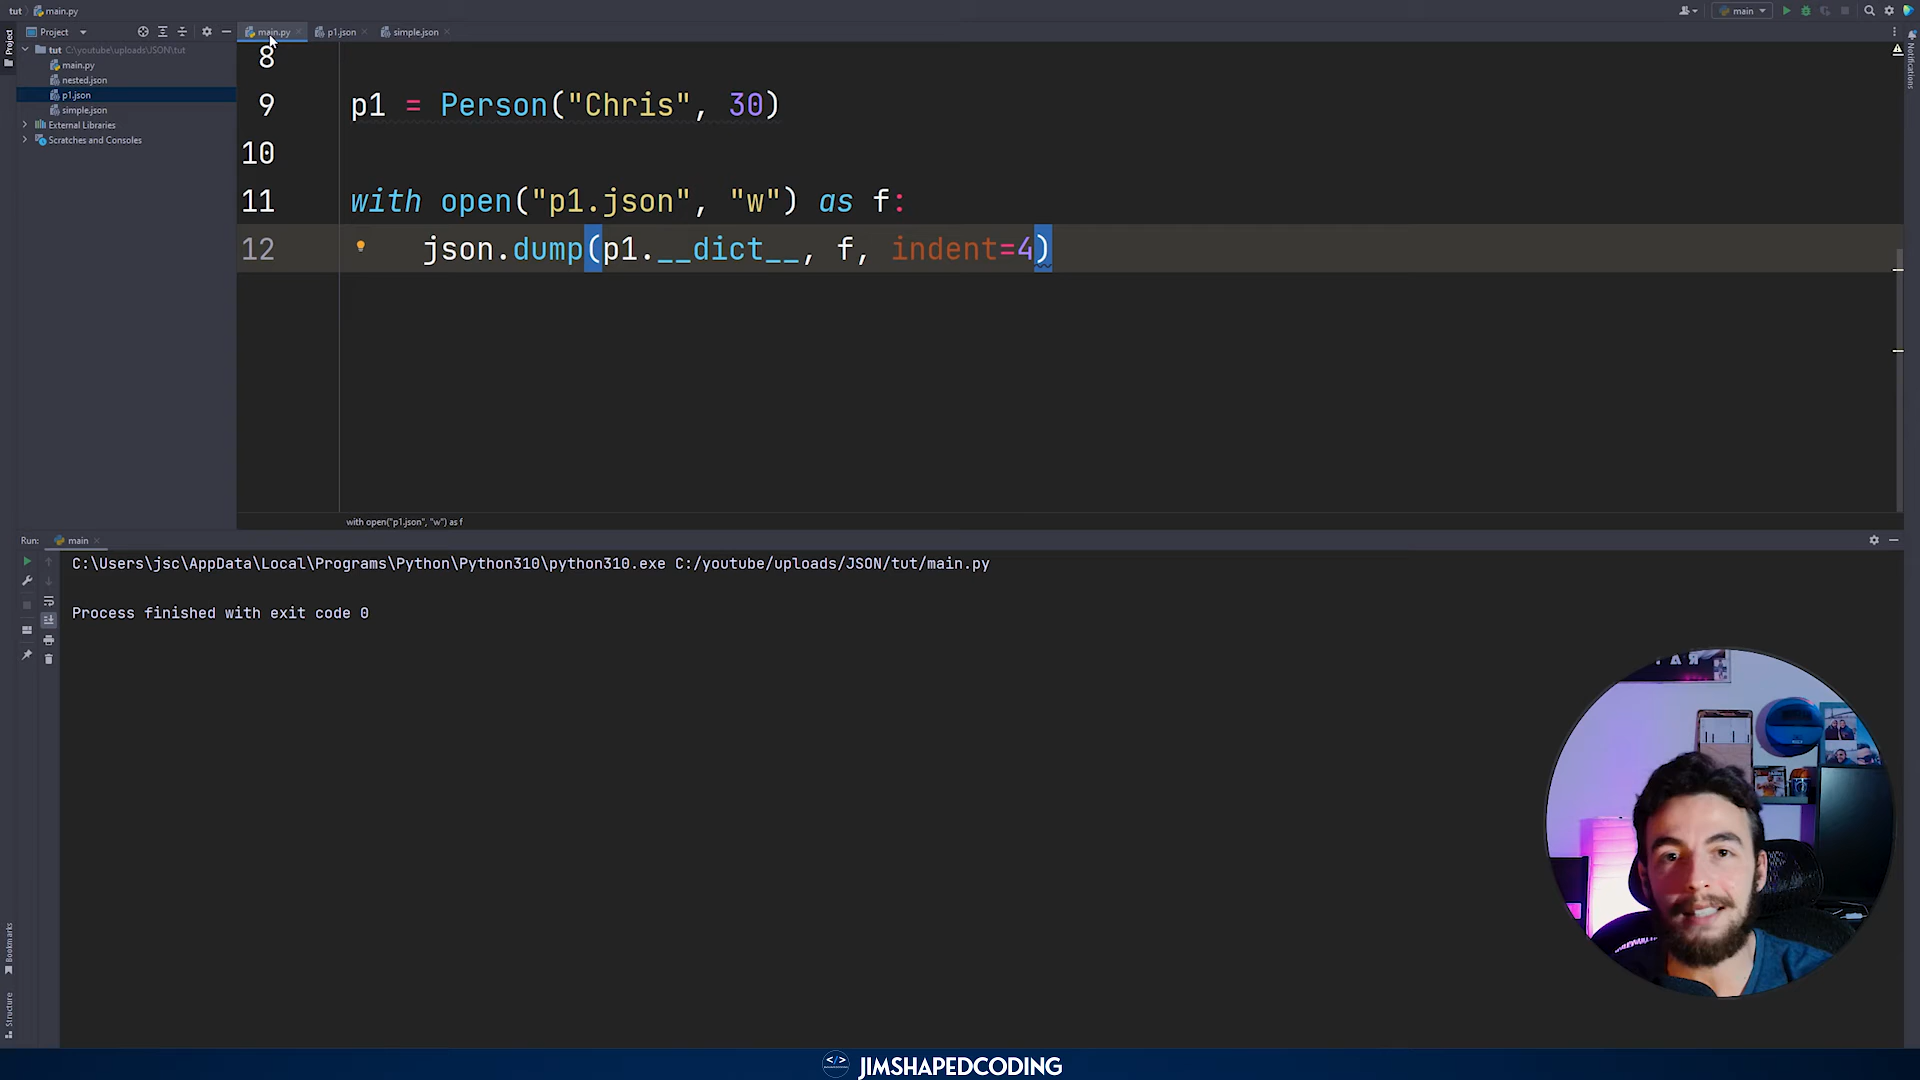 tut main.py
main
Project
main.py
p1.json
simple.json
tut C:\youtube\uploads\JSON\tut
main.py
nested.json
p1.json
simple.json
External Libraries
Scratches and Consoles
Project
Notifications
8
9 p1 = Person("Chris", 30)
10
11 with open("p1.json", "w") as f:
12 json.dump(p1.__dict__, f, indent=4)
with open("p1.json", "w") as f
Run: main
C:\Users\jsc\AppData\Local\Programs\Python\Python310\python310.exe C:/youtube/uploads/JSON/tut/main.py
Process finished with exit code 0
Bookmarks
Structure
</> JIMSHAPEDCODING